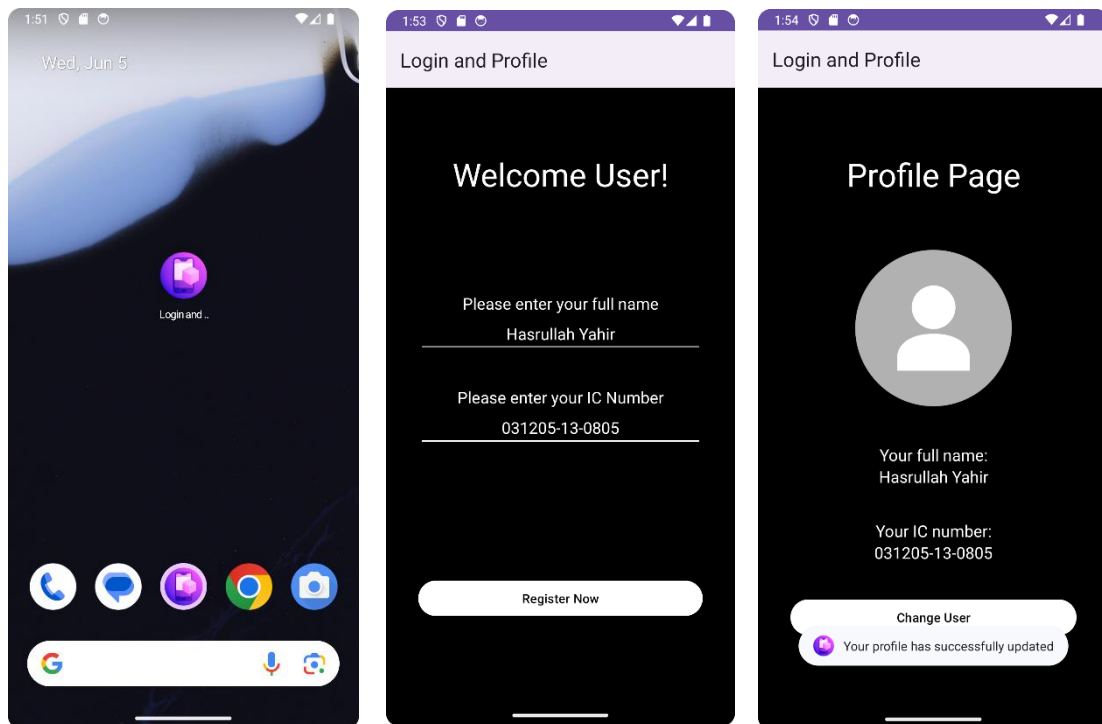 1:51
Wed, Jun 5
Login and ..
1:53
Login and Profile
Welcome User!
Please enter your full name
Hasrullah Yahir
Please enter your IC Number
031205-13-0805
Register Now
1:54
Login and Profile
Profile Page
Your full name:
Hasrullah Yahir
Your IC number:
031205-13-0805
Change User
Your profile has successfully updated